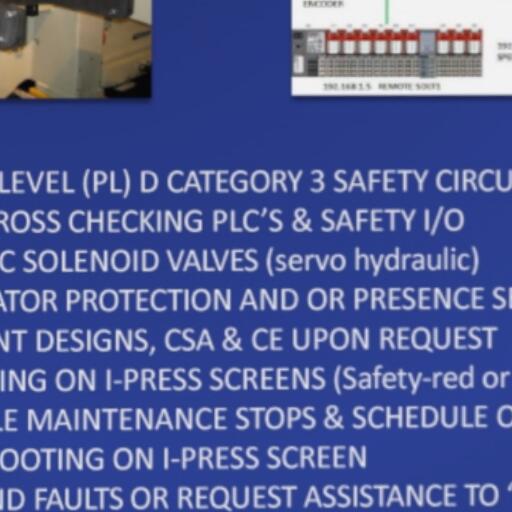 ENCODER
192.168.1.5 REMOTE SOLT1
LEVEL (PL) D CATEGORY 3 SAFETY CIRCU
ROSS CHECKING PLC'S & SAFETY I/O
C SOLENOID VALVES (servo hydraulic)
ATOR PROTECTION AND OR PRESENCE S
NT DESIGNS, CSA & CE UPON REQUEST
ING ON I-PRESS SCREENS (Safety-red or
LE MAINTENANCE STOPS & SCHEDULE O
OOTING ON I-PRESS SCREEN
ND FAULTS OR REQUEST ASSISTANCE TO "